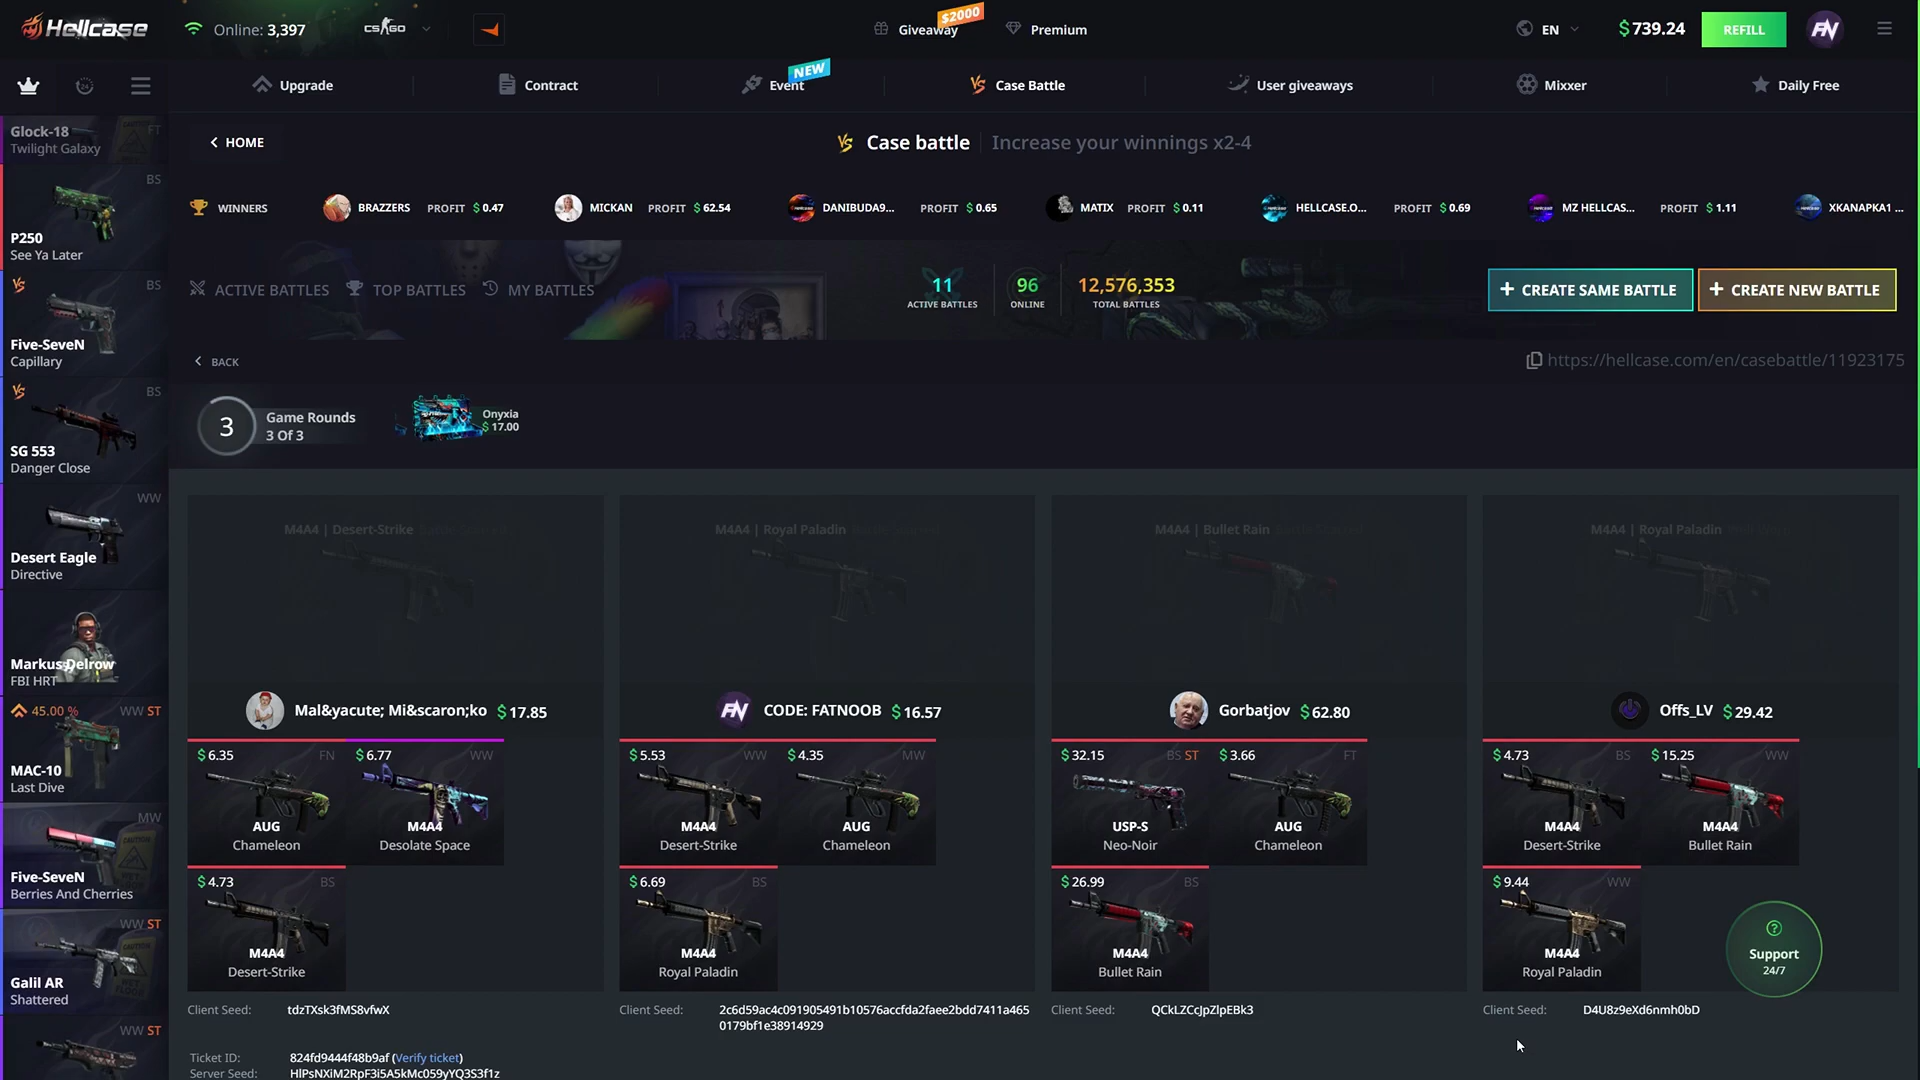 Hellcase
Online: 3,397
CS:GO
Giveaway
$2000
Premium
EN
$ 739.24
REFILL
FN
24
Upgrade
Contract
Event
NEW
VS Case Battle
User giveaways
Mixxer
Daily Free
HOME
VS Case battle
Increase your winnings x2-4
WINNERS
BRAZZERS PROFIT $ 0.47
MICKAN PROFIT $ 62.54
DANIBUDA9... PROFIT $ 0.65
MATIX PROFIT $ 0.11
HELLCASE.O... PROFIT $ 0.69
MZ HELLCAS... PROFIT $ 1.11
XKANAPKA1 ...
ACTIVE BATTLES
TOP BATTLES
MY BATTLES
11
ACTIVE BATTLES
96
ONLINE
12,576,353
TOTAL BATTLES
+ CREATE SAME BATTLE
+ CREATE NEW BATTLE
BACK
https://hellcase.com/en/casebattle/11923175
3
Game Rounds
3 Of 3
Onyxia
$ 17.00
Glock-18
Twilight Galaxy
FT
BS
P250
See Ya Later
VS
BS
Five-SeveN
Capillary
VS
BS
SG 553
Danger Close
WW
Desert Eagle
Directive
Markus Delrow
FBI HRT
45.00 %
WW ST
MAC-10
Last Dive
MW
Five-SeveN
Berries And Cherries
WW ST
Galil AR
Shattered
WW ST
M4A4 | Desert-Strike
M4A4 | Royal Paladin
M4A4 | Bullet Rain
M4A4 | Royal Paladin
Mal&yacute; Mi&scaron;ko $ 17.85
FN CODE: FATNOOB $ 16.57
Gorbatjov $ 62.80
Offs_LV $ 29.42
$ 6.35 FN
AUG
Chameleon
$ 6.77 WW
M4A4
Desolate Space
$ 4.73 BS
M4A4
Desert-Strike
$ 5.53 WW
M4A4
Desert-Strike
$ 4.35 MW
AUG
Chameleon
$ 6.69 BS
M4A4
Royal Paladin
$ 32.15 BS ST
USP-S
Neo-Noir
$ 3.66 FT
AUG
Chameleon
$ 26.99 BS
M4A4
Bullet Rain
$ 4.73 BS
M4A4
Desert-Strike
$ 15.25 WW
M4A4
Bullet Rain
$ 9.44 WW
M4A4
Royal Paladin
Support
24/7
Client Seed: tdzTXsk3fMS8vfwX
Client Seed: 2c6d59ac4c091905491b10576accfda2faee2bdd7411a465
0179bf1e38914929
Client Seed: QCkLZCcJpZlpEBk3
Client Seed: D4U8z9eXd6nmh0bD
Ticket ID: 824fd9444f48b9af (Verify ticket)
Server Seed: HlPsNXiM2RpF3i5A5kMc059yYQ3S3f1z